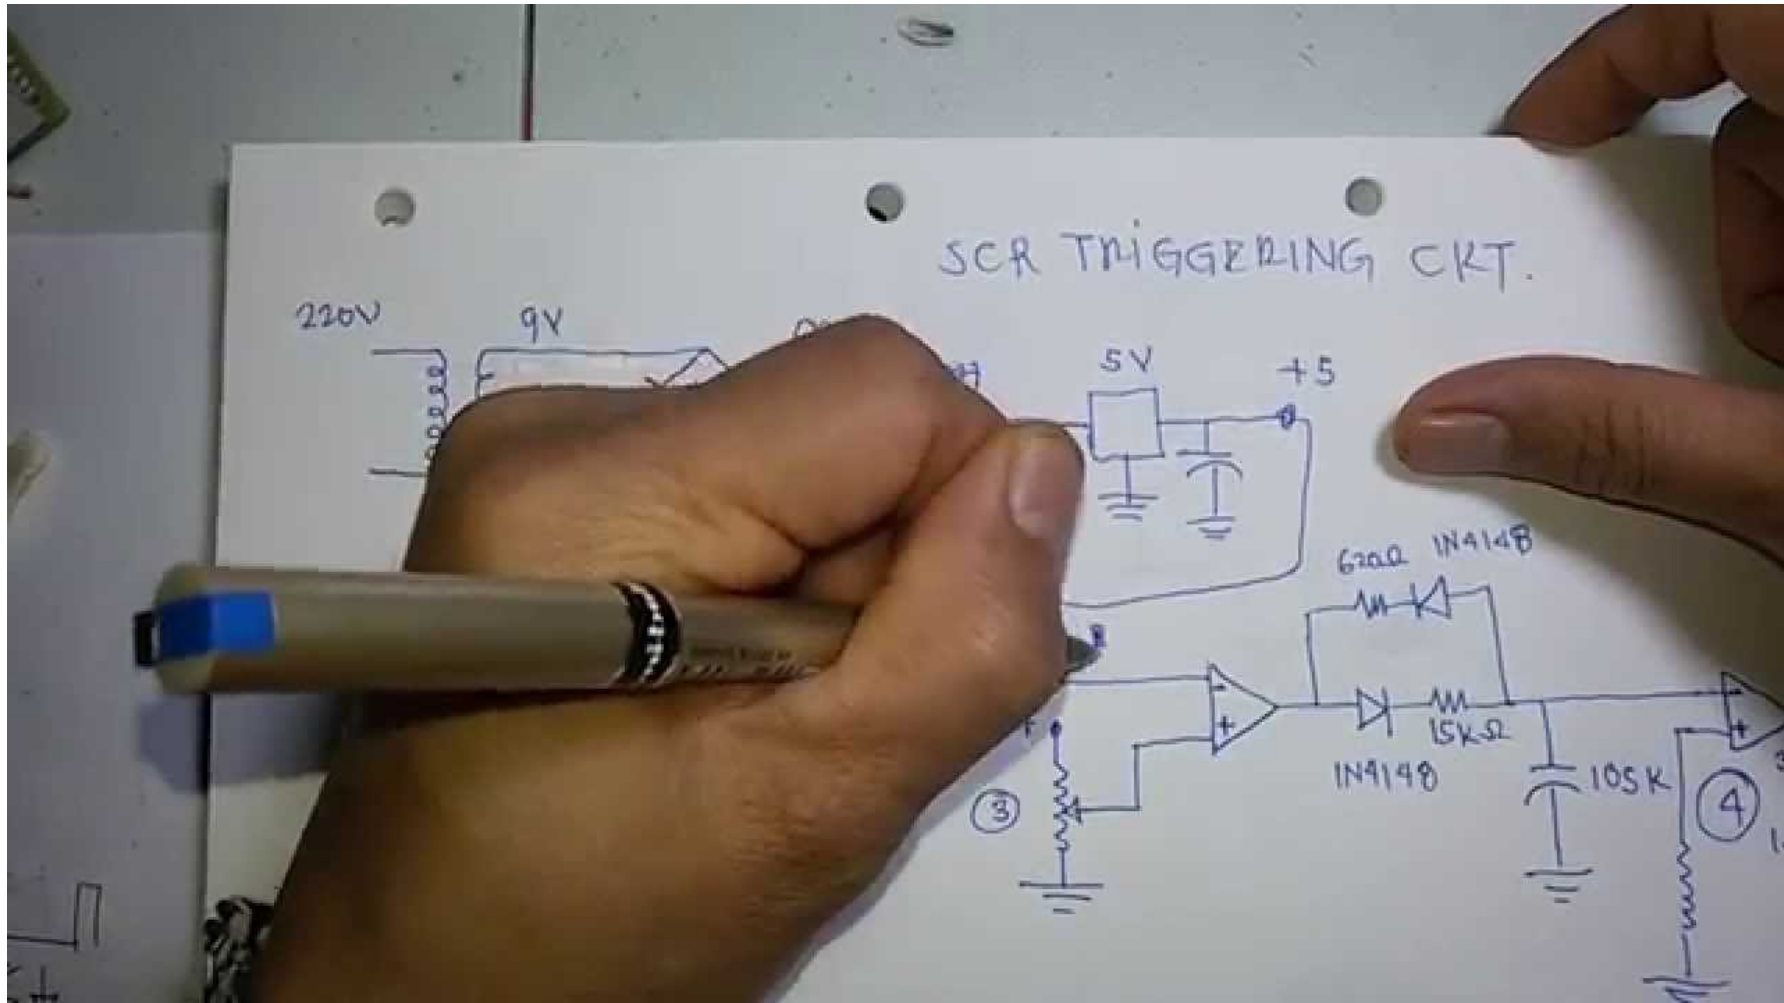 SCR TRIGGERING CKT.
220V
9V
5V
+5
620Ω
1N4148
B
-
+
15KΩ
1N4148
105K
-
+
3
4